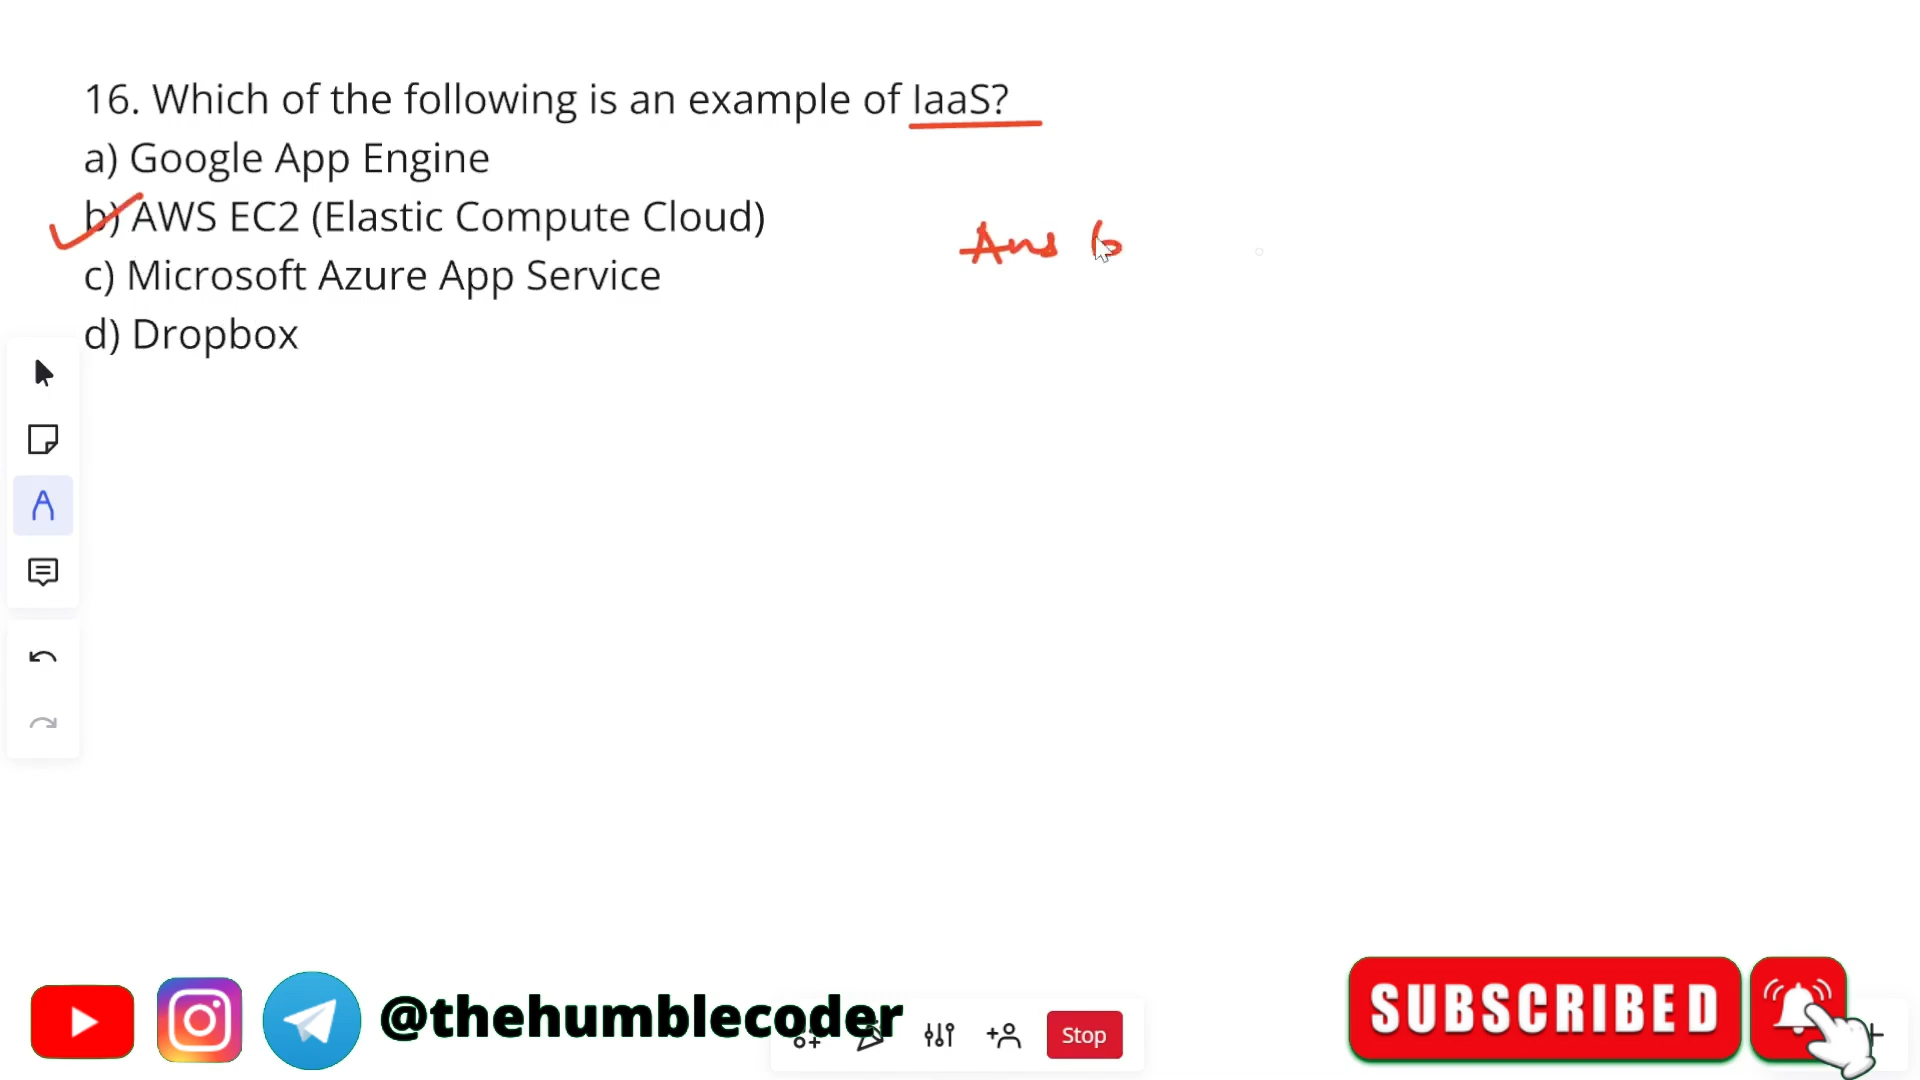 16. Which of the following is an example of IaaS?
a) Google App Engine
b) AWS EC2 (Elastic Compute Cloud)
Ans b
c) Microsoft Azure App Service
d) Dropbox
@thehumblecoder
Stop
SUBSCRIBED